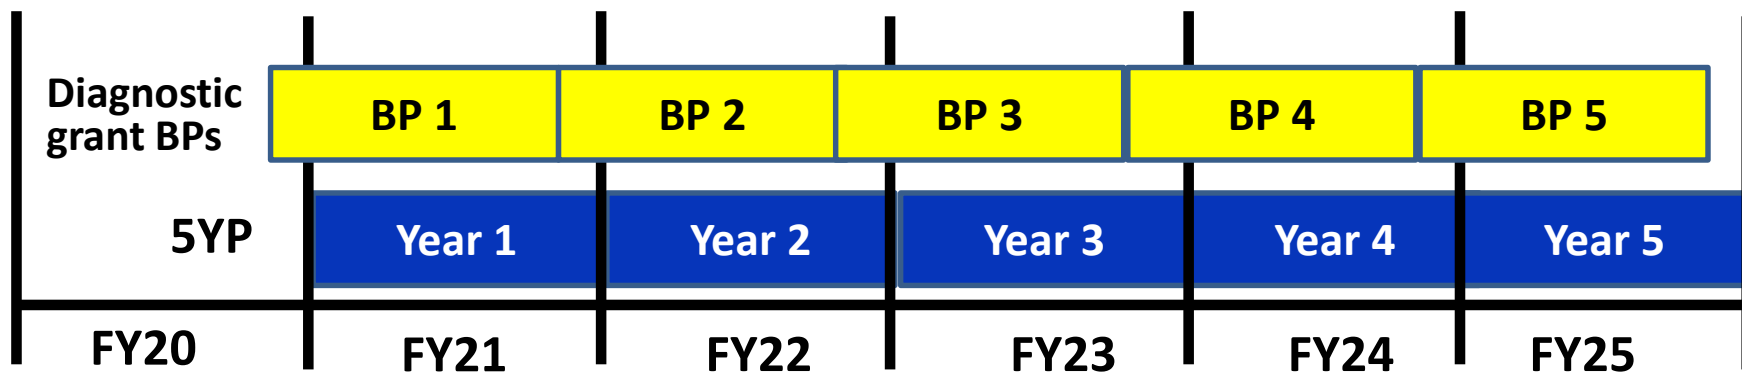 Diagnostic
grant BPs
BP 1
BP 2
BP 3
BP 4
BP 5
5YP
Year 1
Year 2
Year 3
Year 4
Year 5
FY20
FY21
FY22
FY23
FY24
FY25